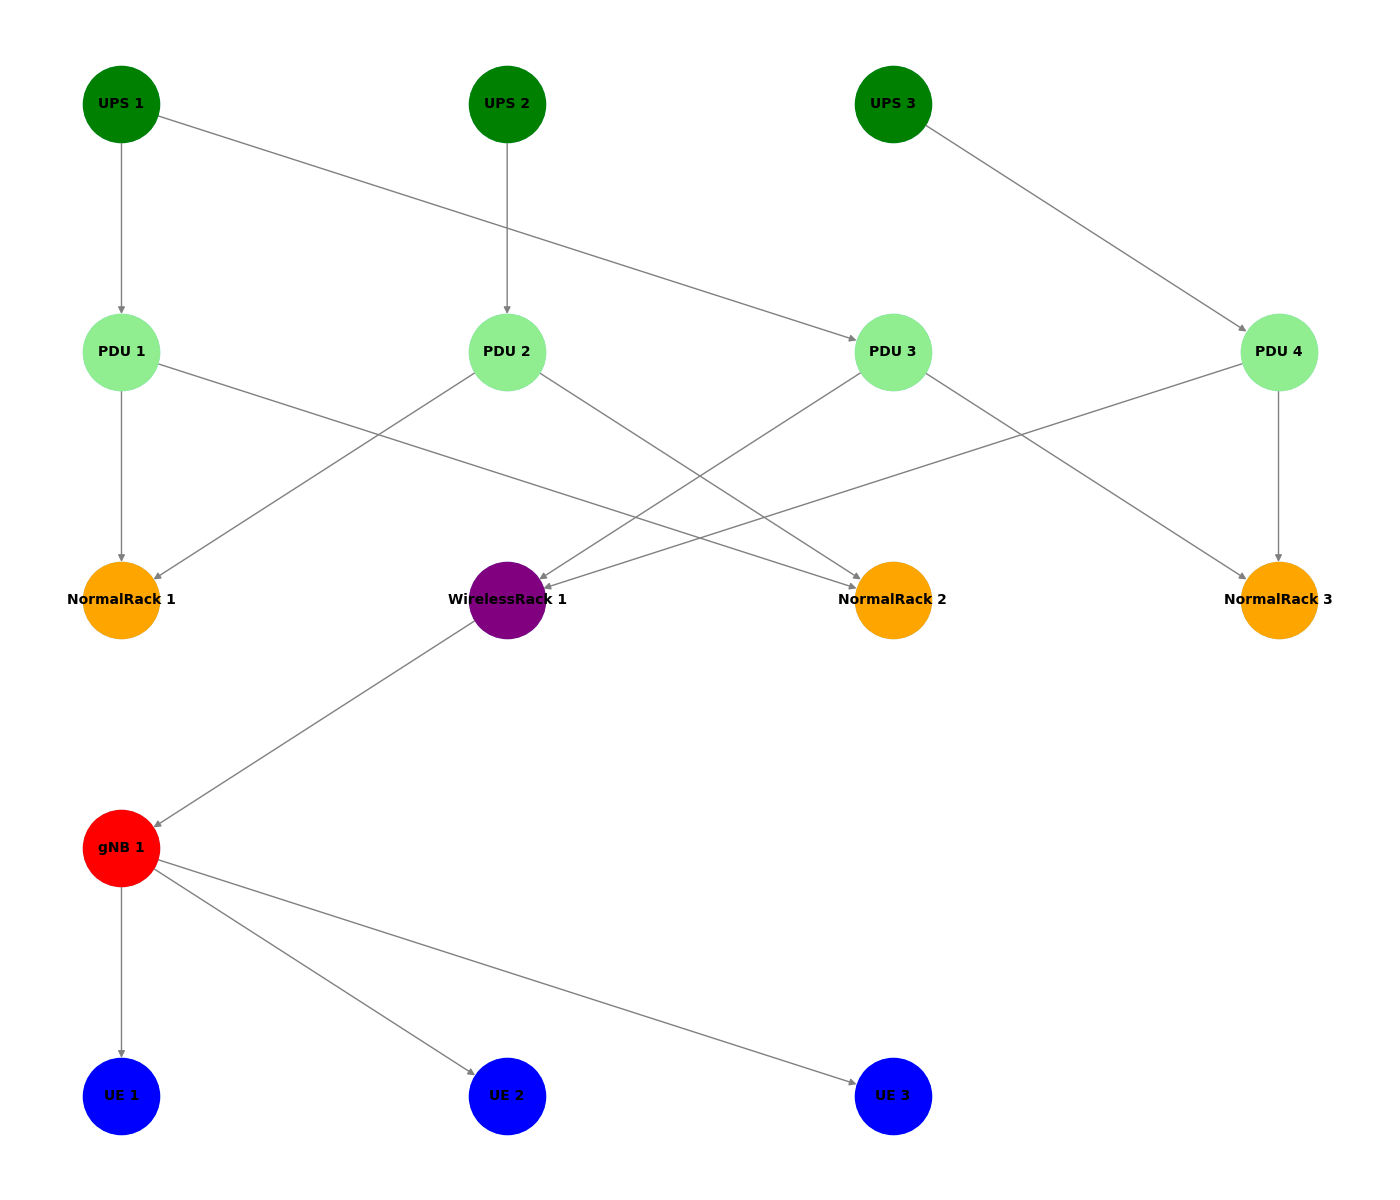 UPS 1
UPS 2
UPS 3
PDU 1
PDU 2
PDU 3
PDU 4
NormalRack 1
WirelessRack 1
NormalRack 2
NormalRack 3
gNB 1
UE 1
UE 2
UE 3